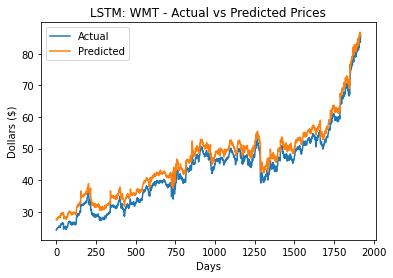 LSTM: WMT - Actual vs Predicted Prices
Actual
Predicted
Dollars ($)
80
70
60
50
40
30
0 250 500 750 1000 1250 1500 1750 2000
Days